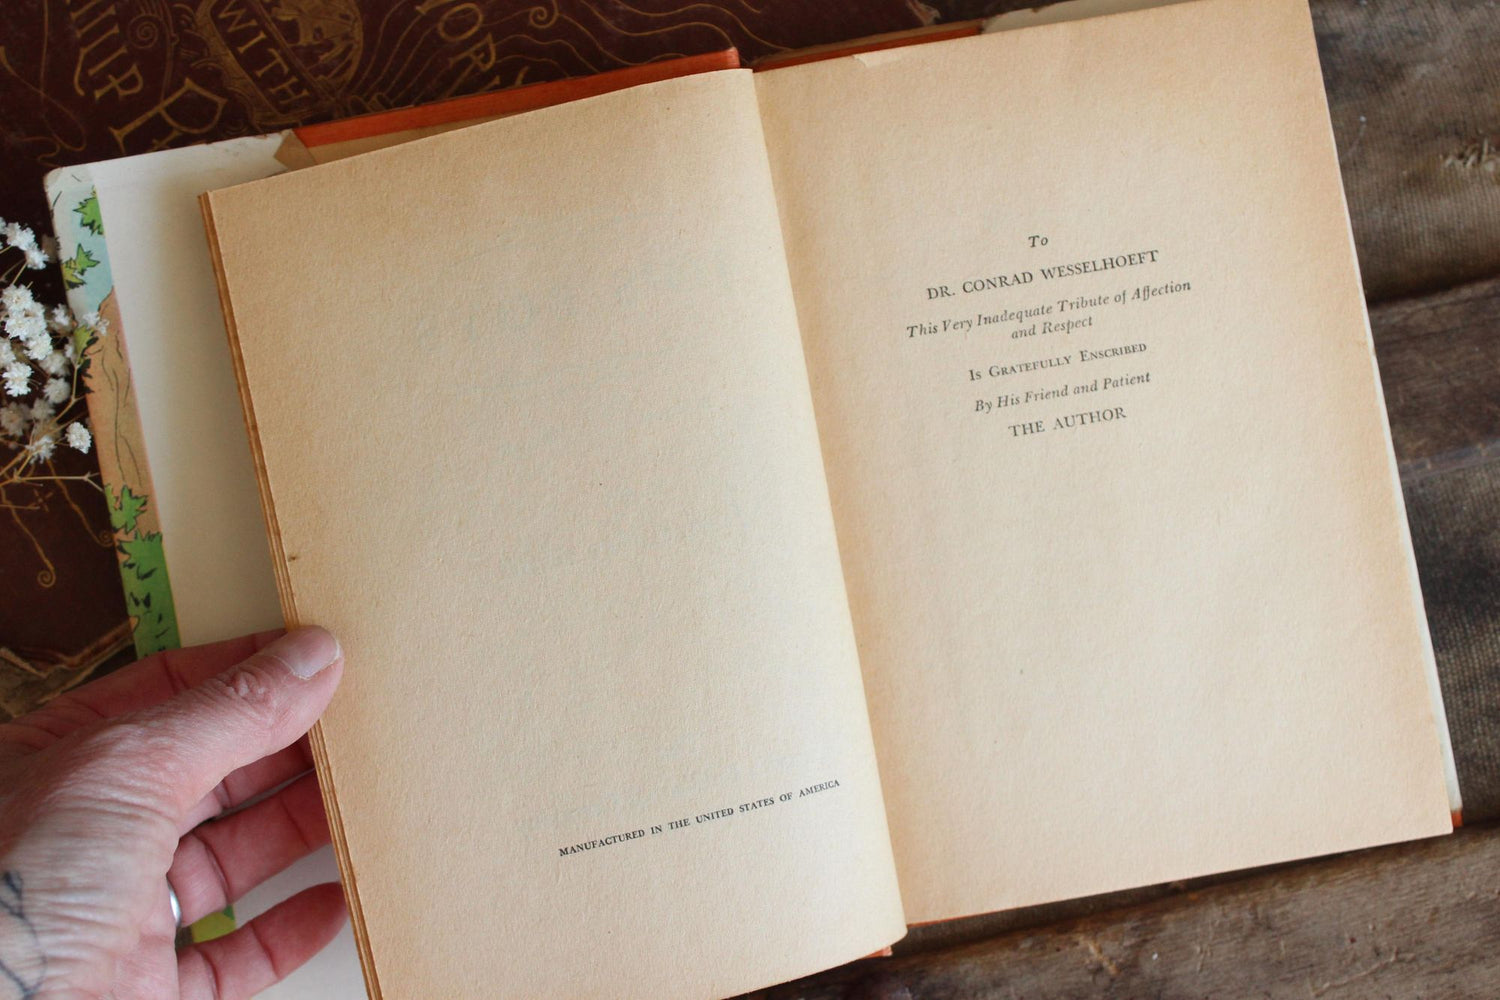 WITH
MANUFACTURED IN THE UNITED STATES OF AMERICA
To
DR. CONRAD WESSELHOEFT
This Very Inadequate Tribute of Affection
and Respect
Is Gratefully Enscribed
By His Friend and Patient
THE AUTHOR